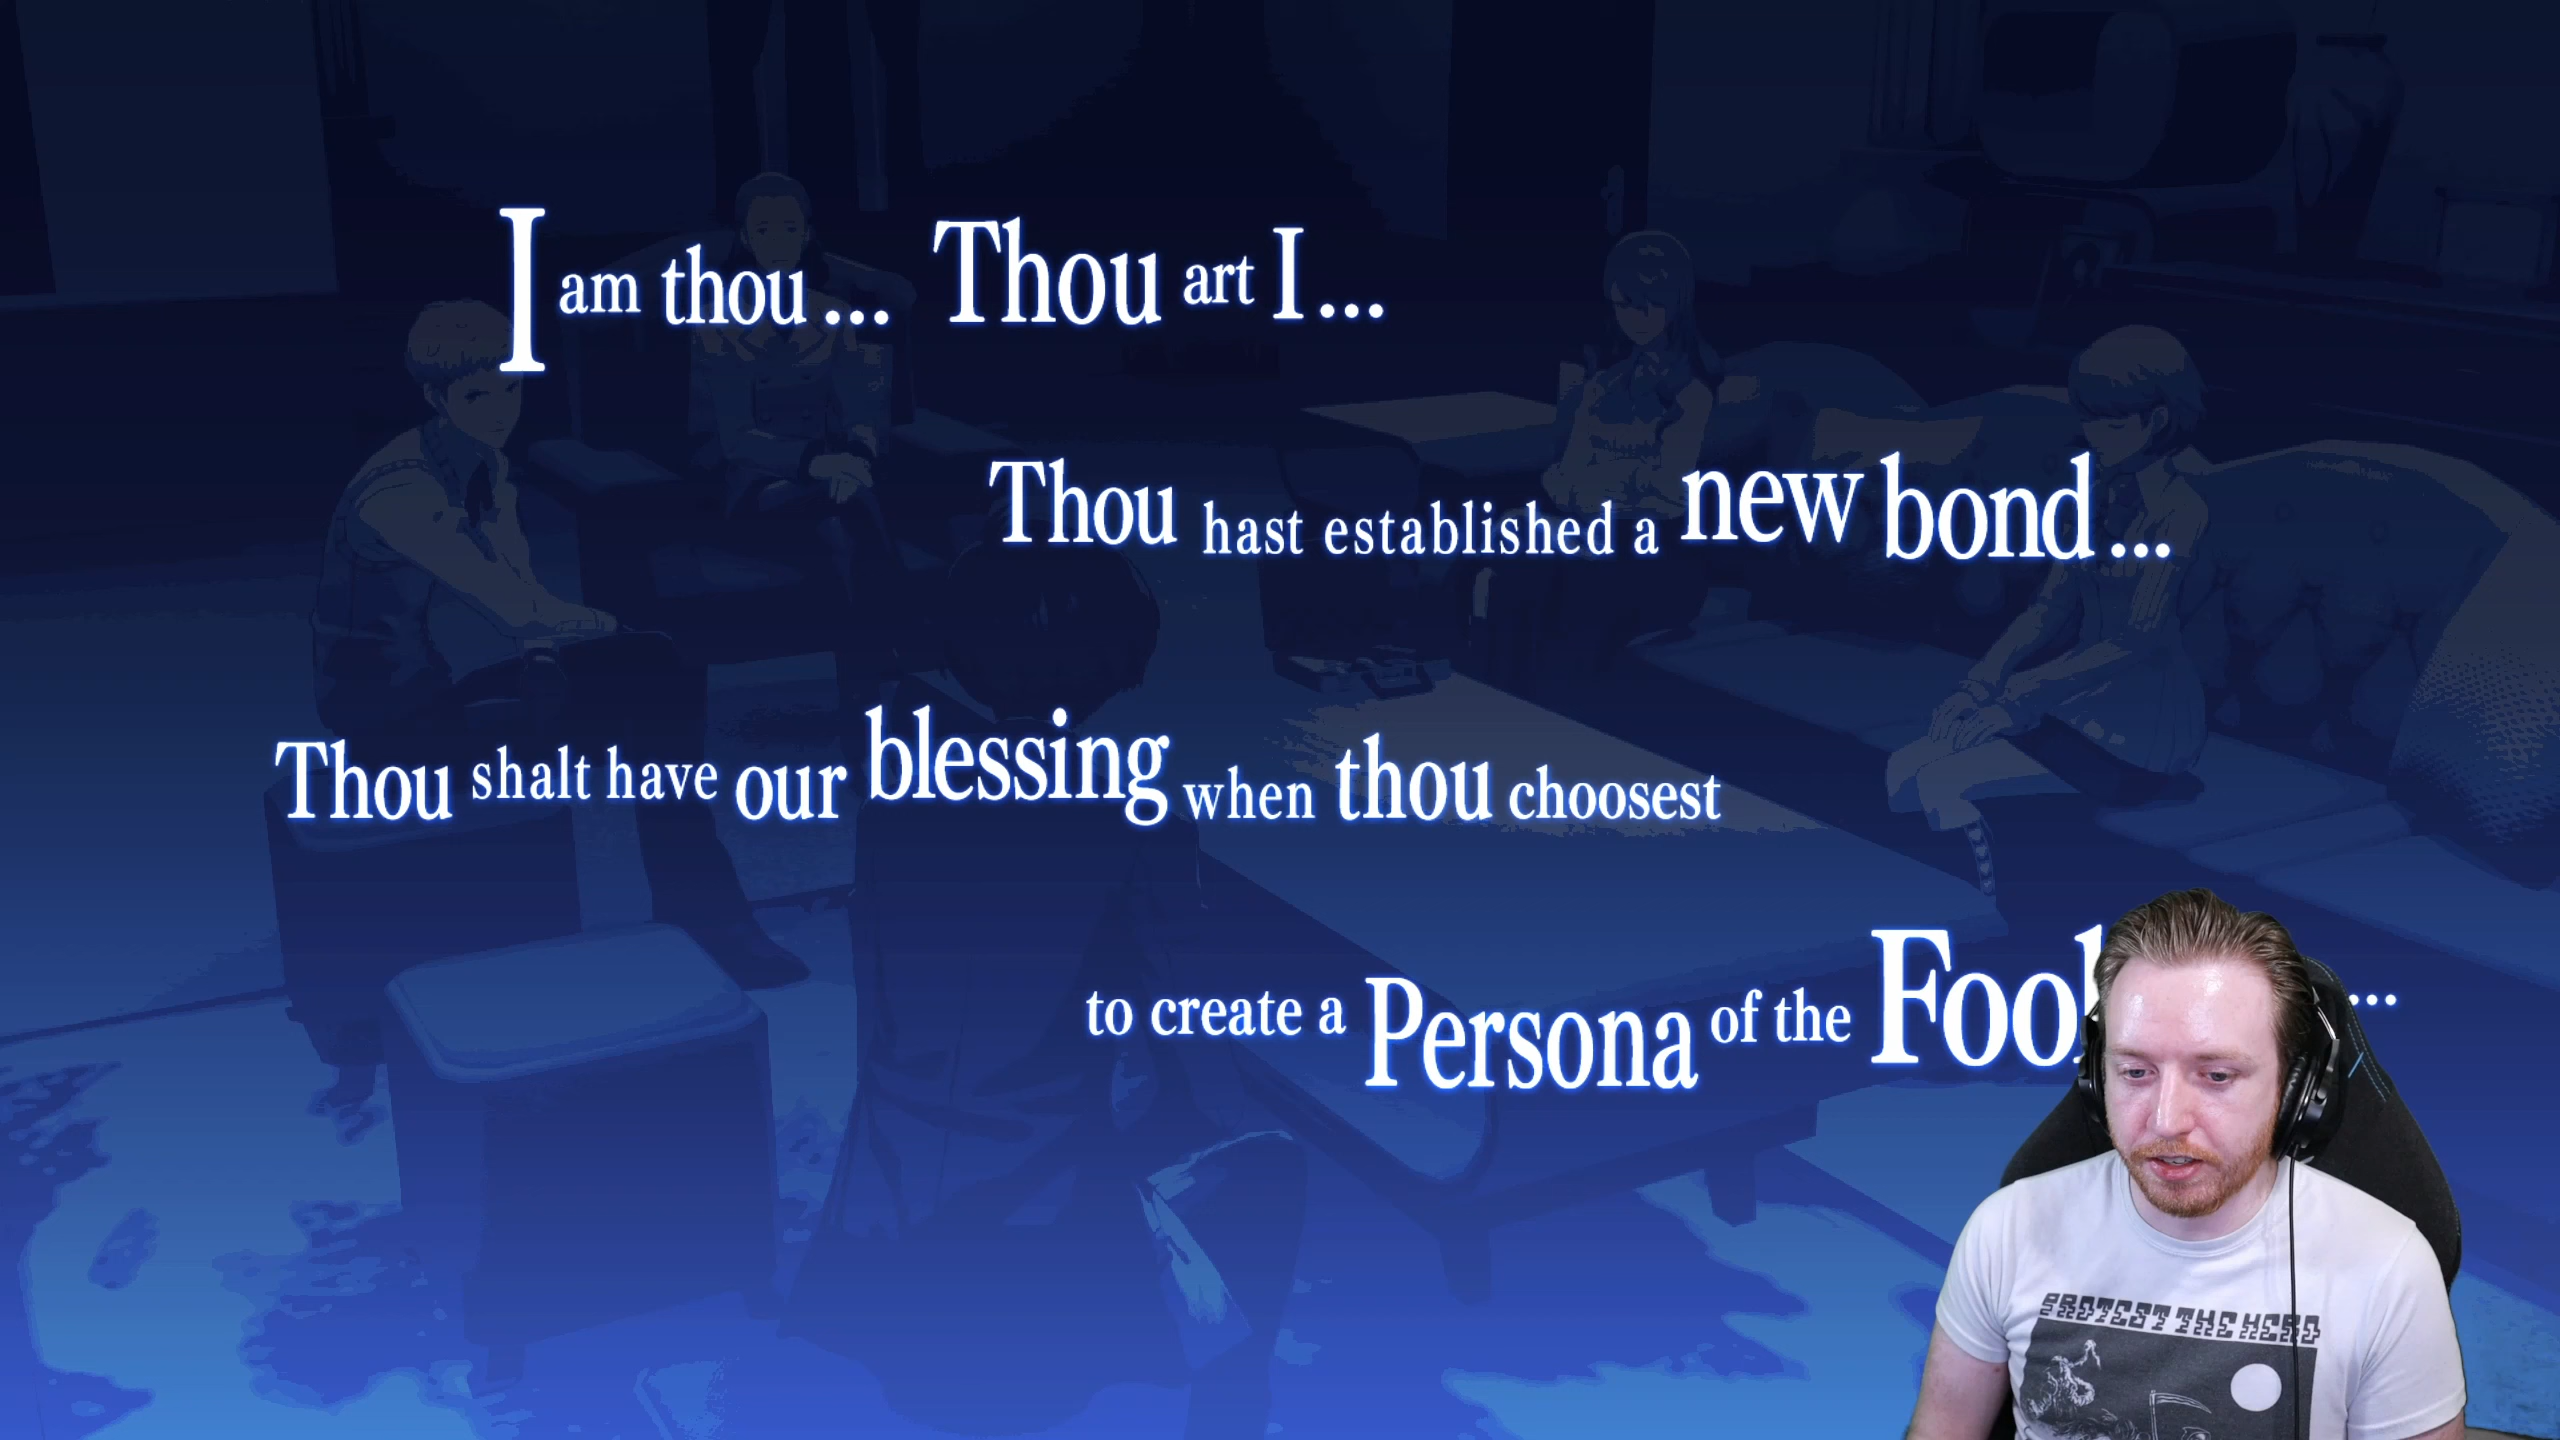 I am thou... Thou art I...
Thou hast established a new bond...
Thou shalt have our blessing when thou choosest
to create a Persona of the Fool ...
PROTEST THE HERO